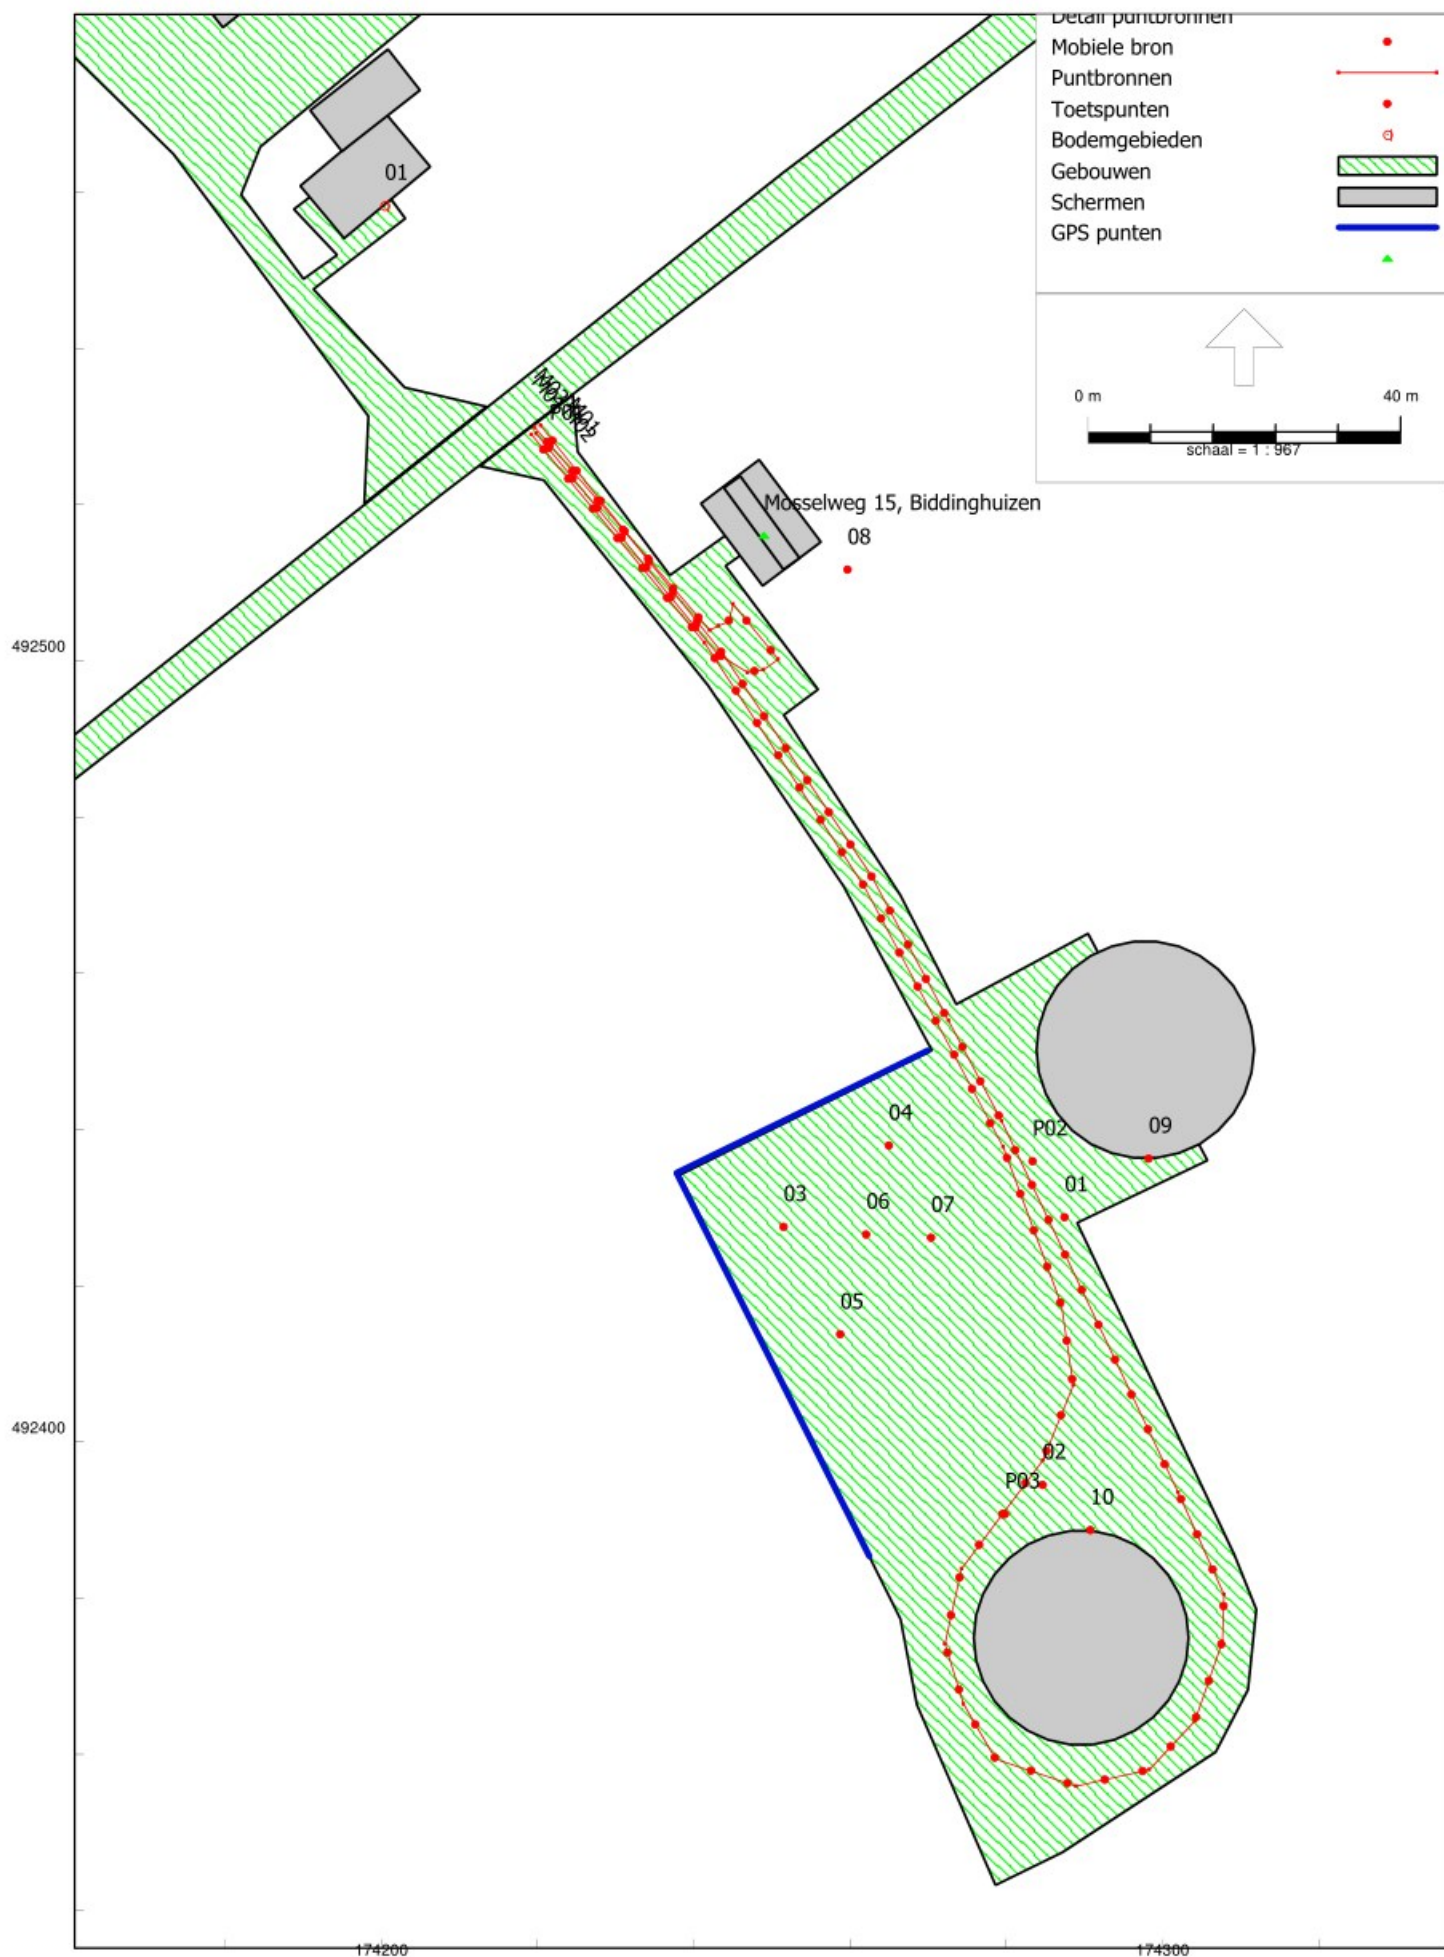 Detail puntbronnen
Mobiele bron
Puntbronnen
Toetspunten
Bodemgebieden
Gebouwen
Schermen
GPS punten
0 m
40 m
schaal = 1 : 967
01
Mosselweg 15, Biddinghuizen
08
492500
04
P02
09
03
06
07
01
05
492400
02
P03
10
174200
174300